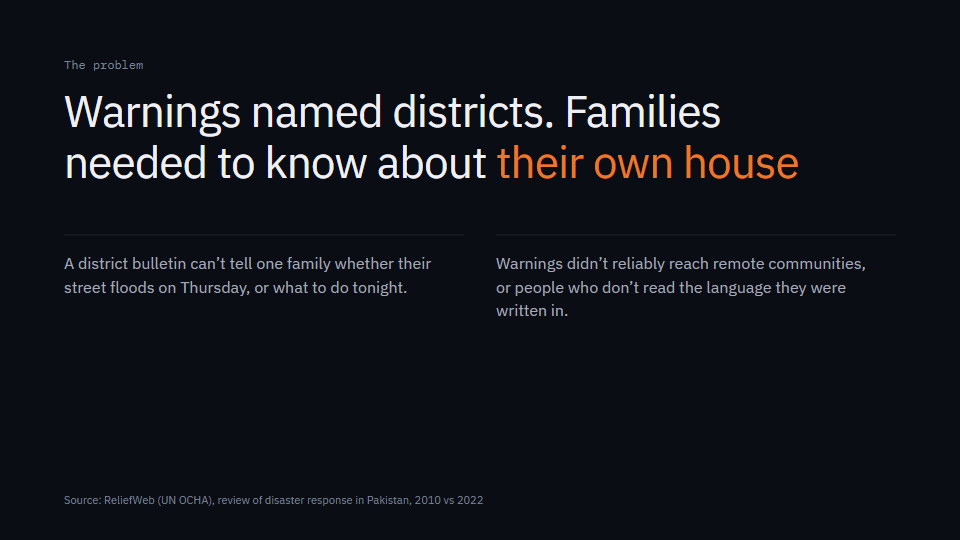 The problem
Warnings named districts. Families
needed to know about their own house
A district bulletin can’t tell one family whether their
street floods on Thursday, or what to do tonight.
Warnings didn’t reliably reach remote communities,
or people who don’t read the language they were
written in.
Source: ReliefWeb (UN OCHA), review of disaster response in Pakistan, 2010 vs 2022